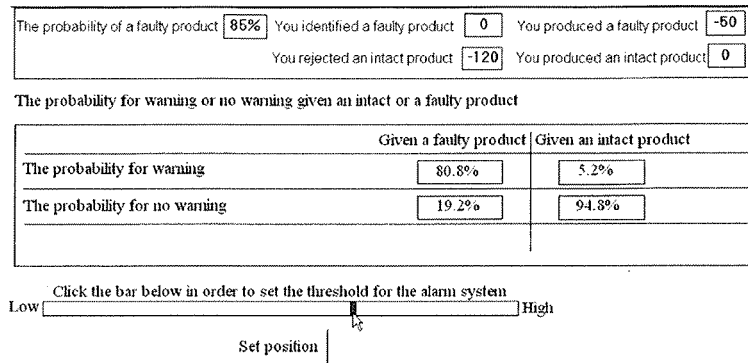 The probability of a faulty product 85% You identified a faulty product 0 You produced a faulty product -50
You rejected an intact product -120 You produced an intact product 0
The probability for warning or no warning given an intact or a faulty product
Given a faulty product Given an intact product
The probability for warning 80.8% 5.2%
The probability for no warning 19.2% 94.8%
Click the bar below in order to set the threshold for the alarm system
Low High
Set position